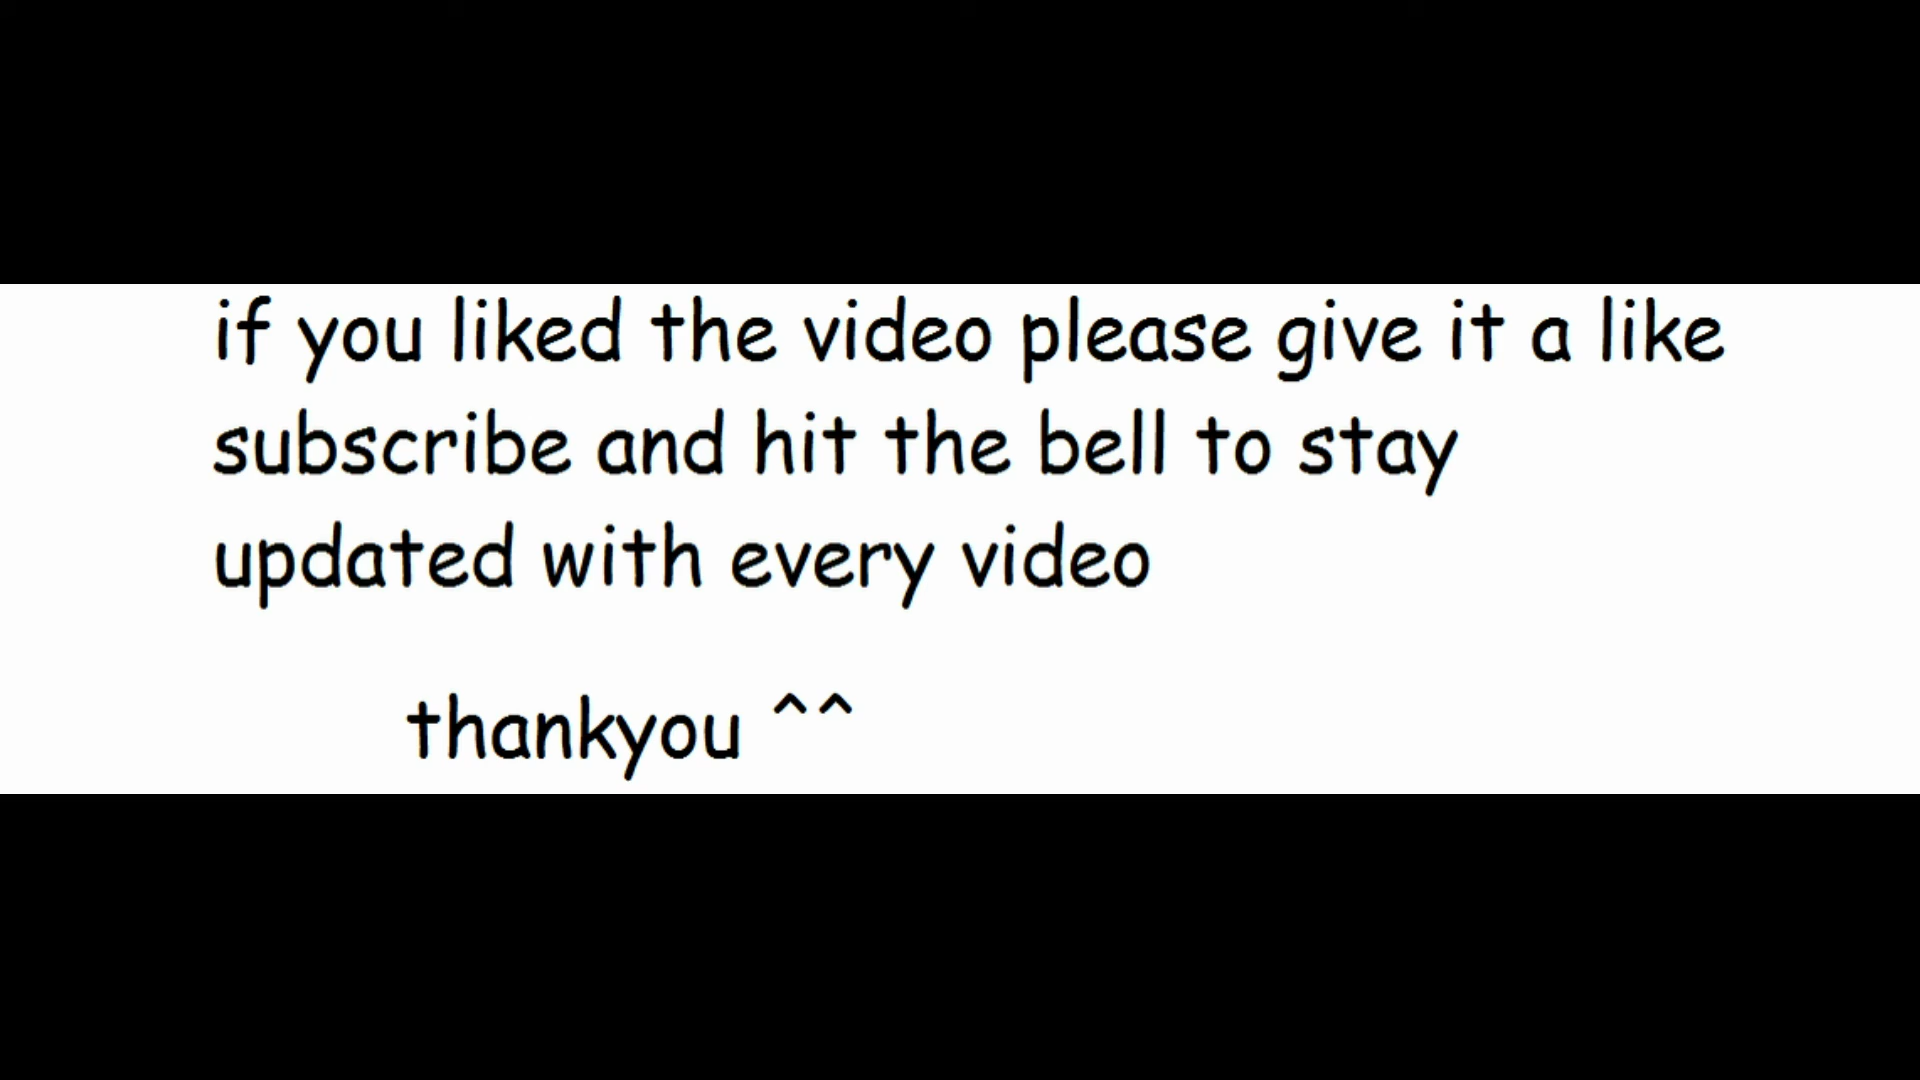 if you liked the video please give it a like
subscribe and hit the bell to stay
updated with every video
thankyou ^^